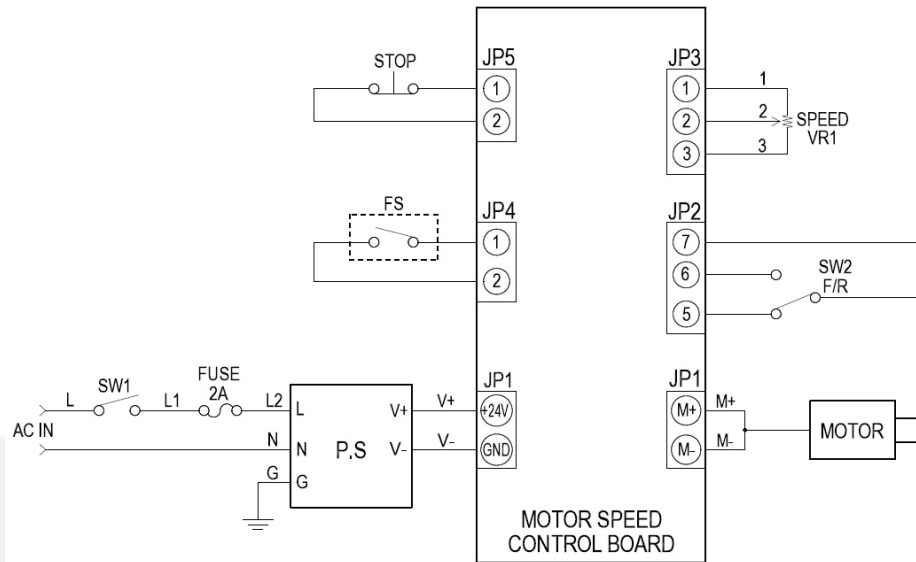 STOP
JP5
1
2
JP3
1
2
3
1
2
3
SPEED
VR1
FS
JP4
1
2
JP2
7
6
5
SW2
F/R
L
SW1
L1
FUSE
2A
L2
AC IN
N
G
L
N
G
P.S
V+
V-
V+
V-
JP1
+24V
GND
JP1
M+
M-
M+
M-
MOTOR
MOTOR SPEED
CONTROL BOARD